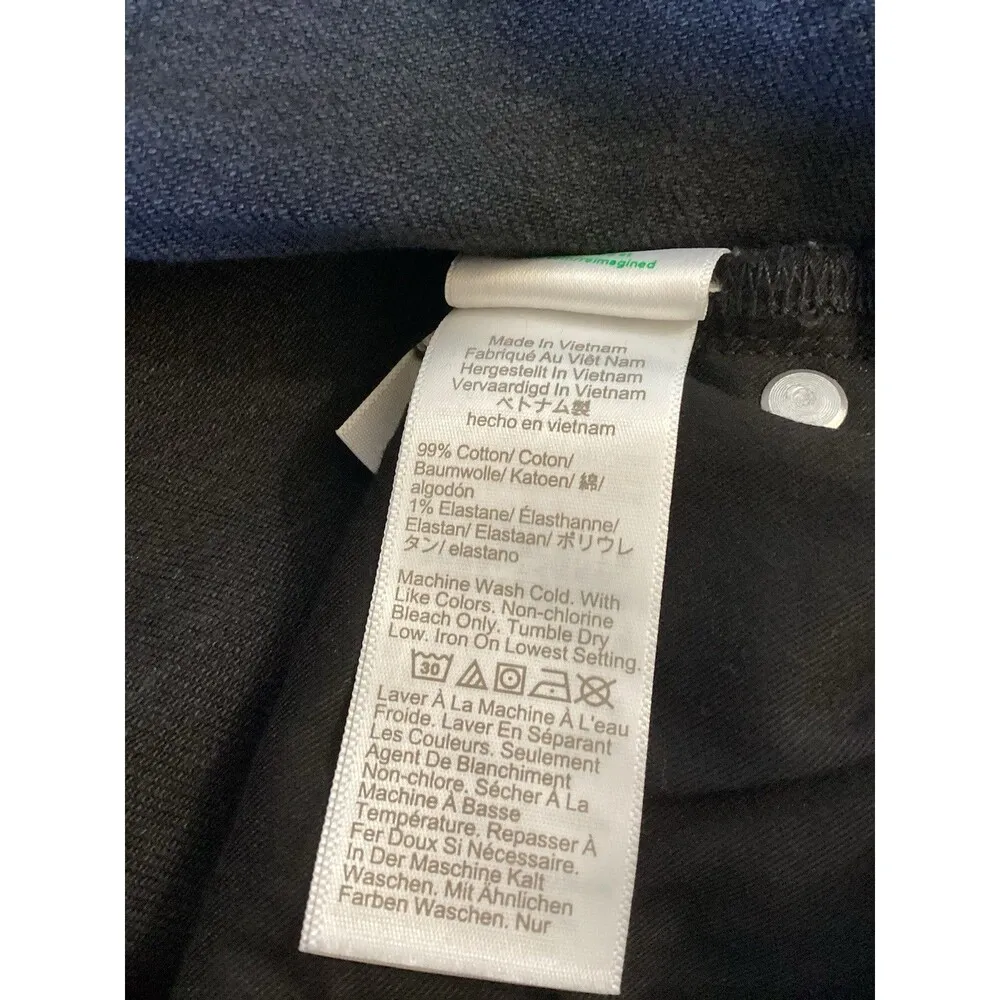 reimagined
Made In Vietnam
Fabriqué Au Việt Nam
Hergestellt In Vietnam
Vervaardigd In Vietnam
ベトナム製
hecho en vietnam
99% Cotton/ Coton/
Baumwolle/ Katoen/ 綿/
algodón
1% Elastane/ Élasthanne/
Elastan/ Elastaan/ ポリウレ
タン/ elastano
Machine Wash Cold. With
Like Colors. Non-chlorine
Bleach Only. Tumble Dry
Low. Iron On Lowest Setting.
30
Laver À La Machine À L'eau
Froide. Laver En Séparant
Les Couleurs. Seulement
Agent De Blanchiment
Non-chlore. Sécher À La
Machine À Basse
Température. Repasser À
Fer Doux Si Nécessaire.
In Der Maschine Kalt
Waschen. Mit Ähnlichen
Farben Waschen. Nur